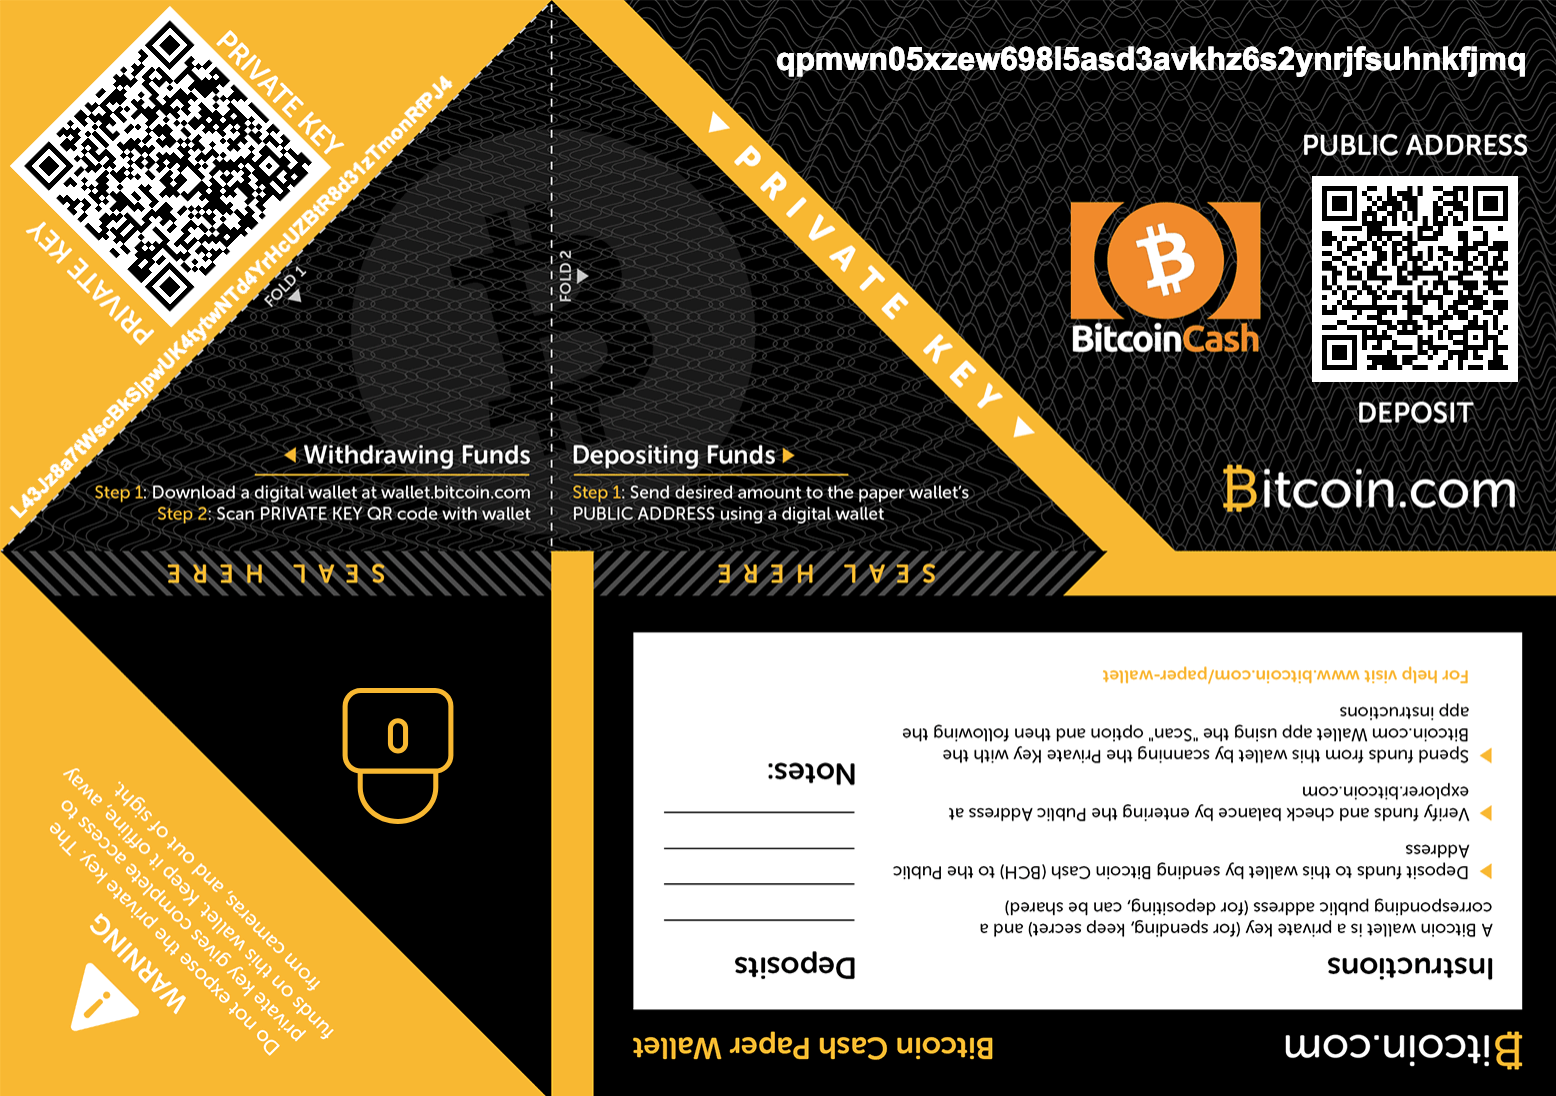 PRIVATE KEY
PRIVATE KEY
L43Jz8a7tWscBkSjpwUK4tytwNTd4YrHcUZBtR8d31zTmonRfPJ4
FOLD 1
FOLD 2
PRIVATE KEY
qpmwn05xzew698l5asd3avkhz6s2ynrjfsuhnkfjmq
PUBLIC ADDRESS
BitcoinCash
DEPOSIT
Bitcoin.com
Withdrawing Funds
Step 1: Download a digital wallet at wallet.bitcoin.com
Step 2: Scan PRIVATE KEY QR code with wallet
Depositing Funds
Step 1: Send desired amount to the paper wallet's
PUBLIC ADDRESS using a digital wallet
SEAL HERE
SEAL HERE
WARNING
Do not expose the private key. The
private key gives complete access to
funds on this wallet. Keep it offline, away
from cameras, and out of sight.
Bitcoin.com
Bitcoin Cash Paper Wallet
Instructions
A Bitcoin wallet is a private key (for spending, keep secret) and a
corresponding public address (for depositing, can be shared)
Deposit funds to this wallet by sending Bitcoin Cash (BCH) to the Public
Address
Verify funds and check balance by entering the Public Address at
explorer.bitcoin.com
Spend funds from this wallet by scanning the Private Key with the
Bitcoin.com Wallet app using the "Scan" option and then following the
app instructions
For help visit www.bitcoin.com/paper-wallet
Deposits
Notes: